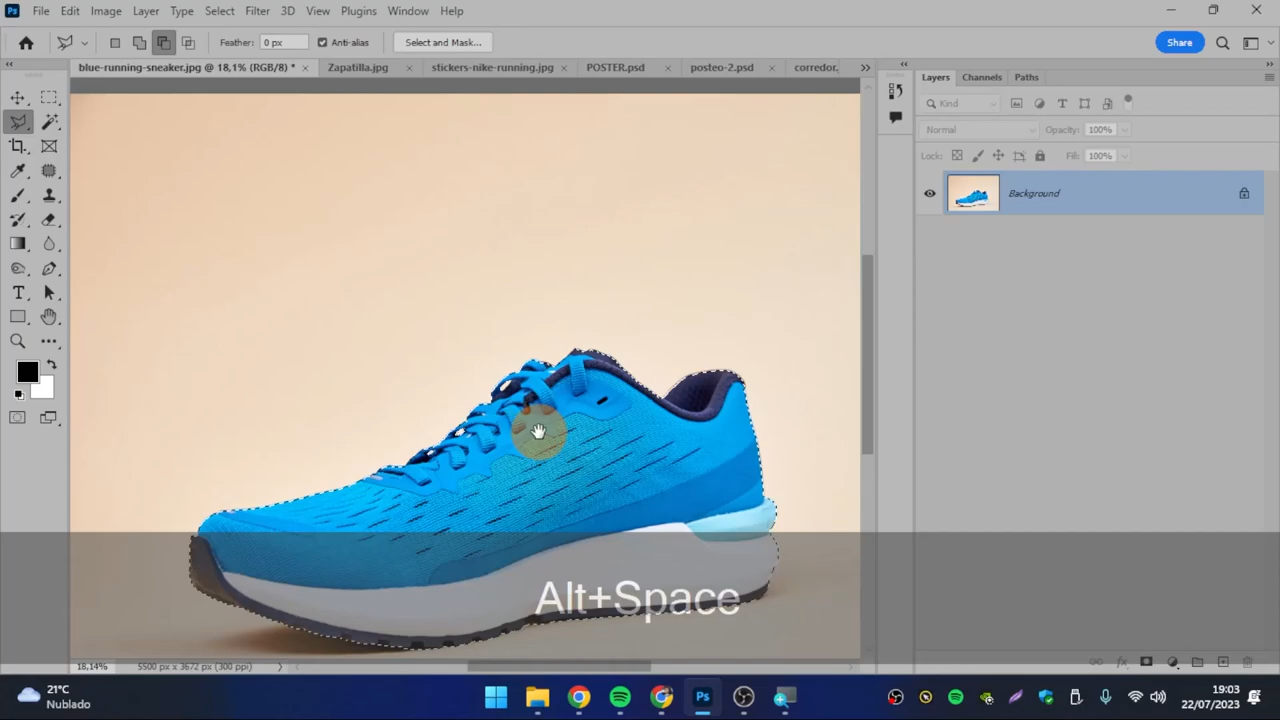 Ps File Edit Image Layer Type Select Filter 3D View Plugins Window Help
Feather: 0 px Anti-alias Select and Mask... Share
blue-running-sneaker.jpg @ 18,1% (RGB/8) * × Zapatilla.jpg × stickers-nike-running.jpg × POSTER.psd × posteo-2.psd × corredor. »
Layers Channels Paths
Kind
Normal Opacity: 100%
Lock: Fill: 100%
Background
Alt+Space
18,14% 5500 px x 3672 px (300 ppi)
21°C
Nublado
Ps
19:03
22/07/2023